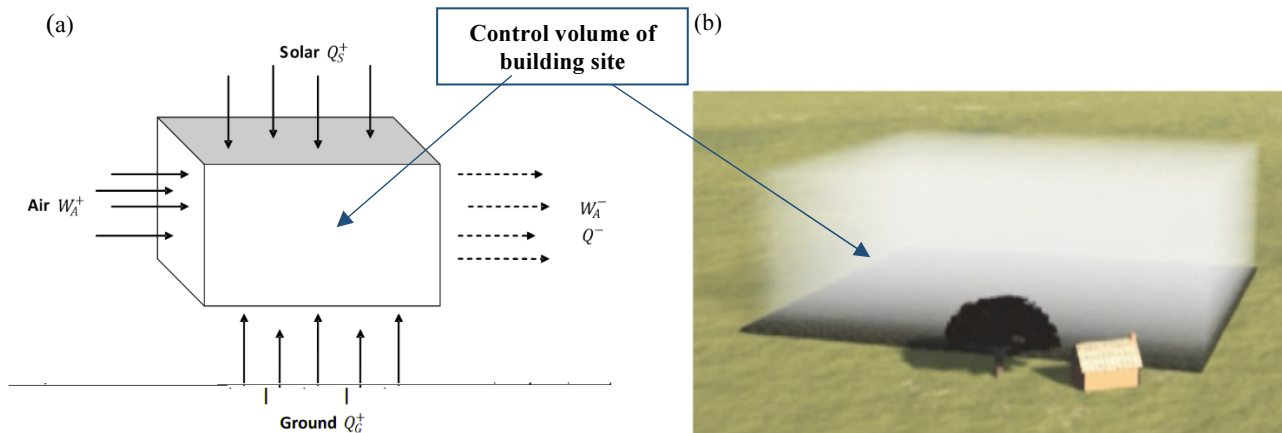 (a)
Solar $Q_S^+$
Control volume of
building site
(b)
Air $W_A^+$
$W_A^-$
$Q^-$
Ground $Q_G^+$